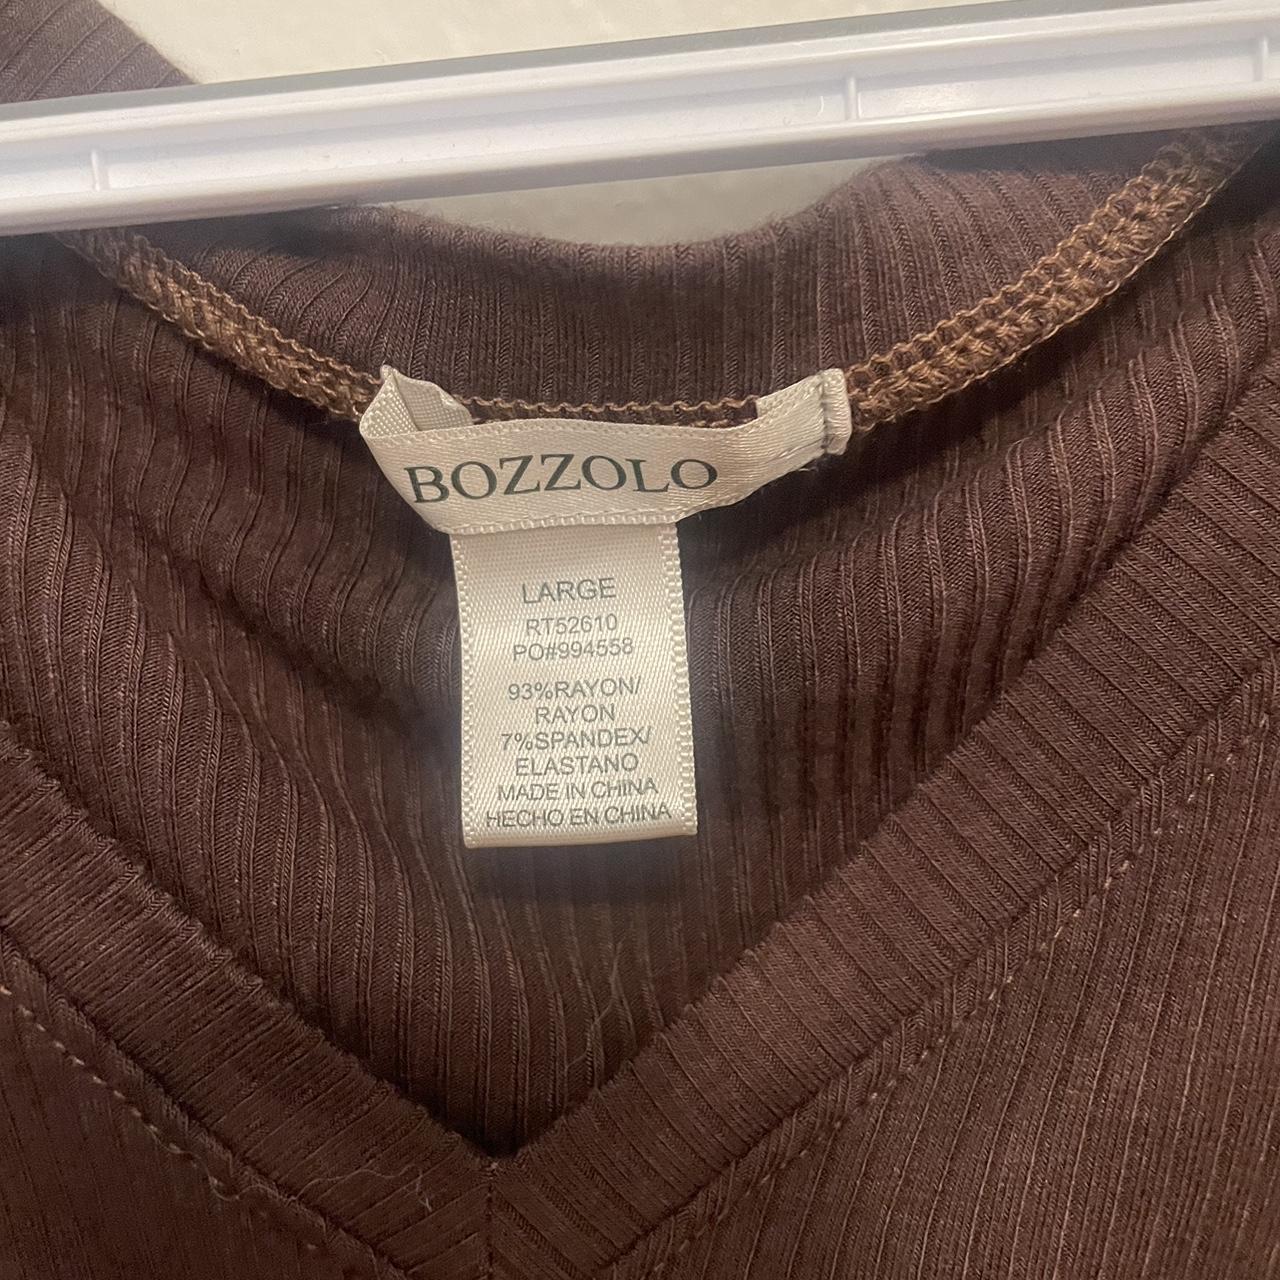 BOZZOLO
LARGE
RT52610
PO#994558
93%RAYON/
RAYON
7%SPANDEX/
ELASTANO
MADE IN CHINA
HECHO EN CHINA